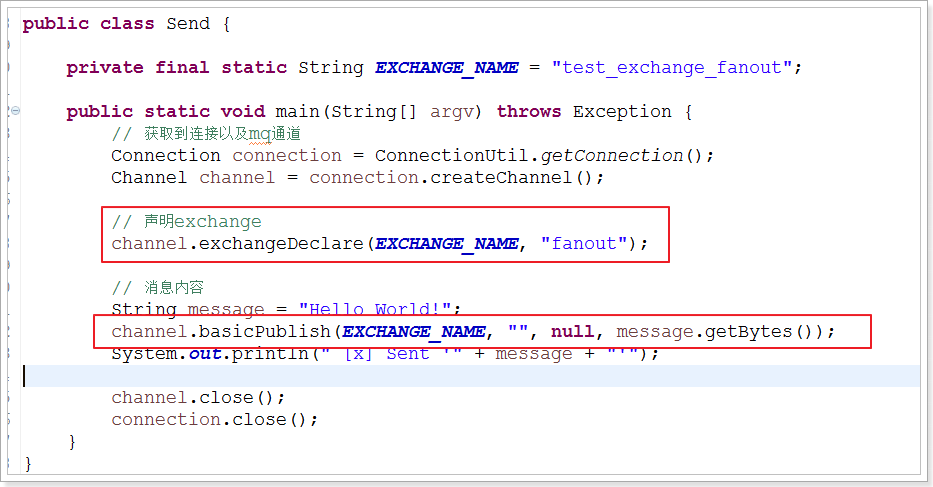 public class Send {
private final static String EXCHANGE_NAME = "test_exchange_fanout";
public static void main(String[] argv) throws Exception {
// 获取到连接以及mq通道
Connection connection = ConnectionUtil.getConnection();
Channel channel = connection.createChannel();
// 声明exchange
channel.exchangeDeclare(EXCHANGE_NAME, "fanout");
// 消息内容
String message = "Hello World!";
channel.basicPublish(EXCHANGE_NAME, "", null, message.getBytes());
System.out.println(" [x] Sent '" + message + "'");
channel.close();
connection.close();
}
}